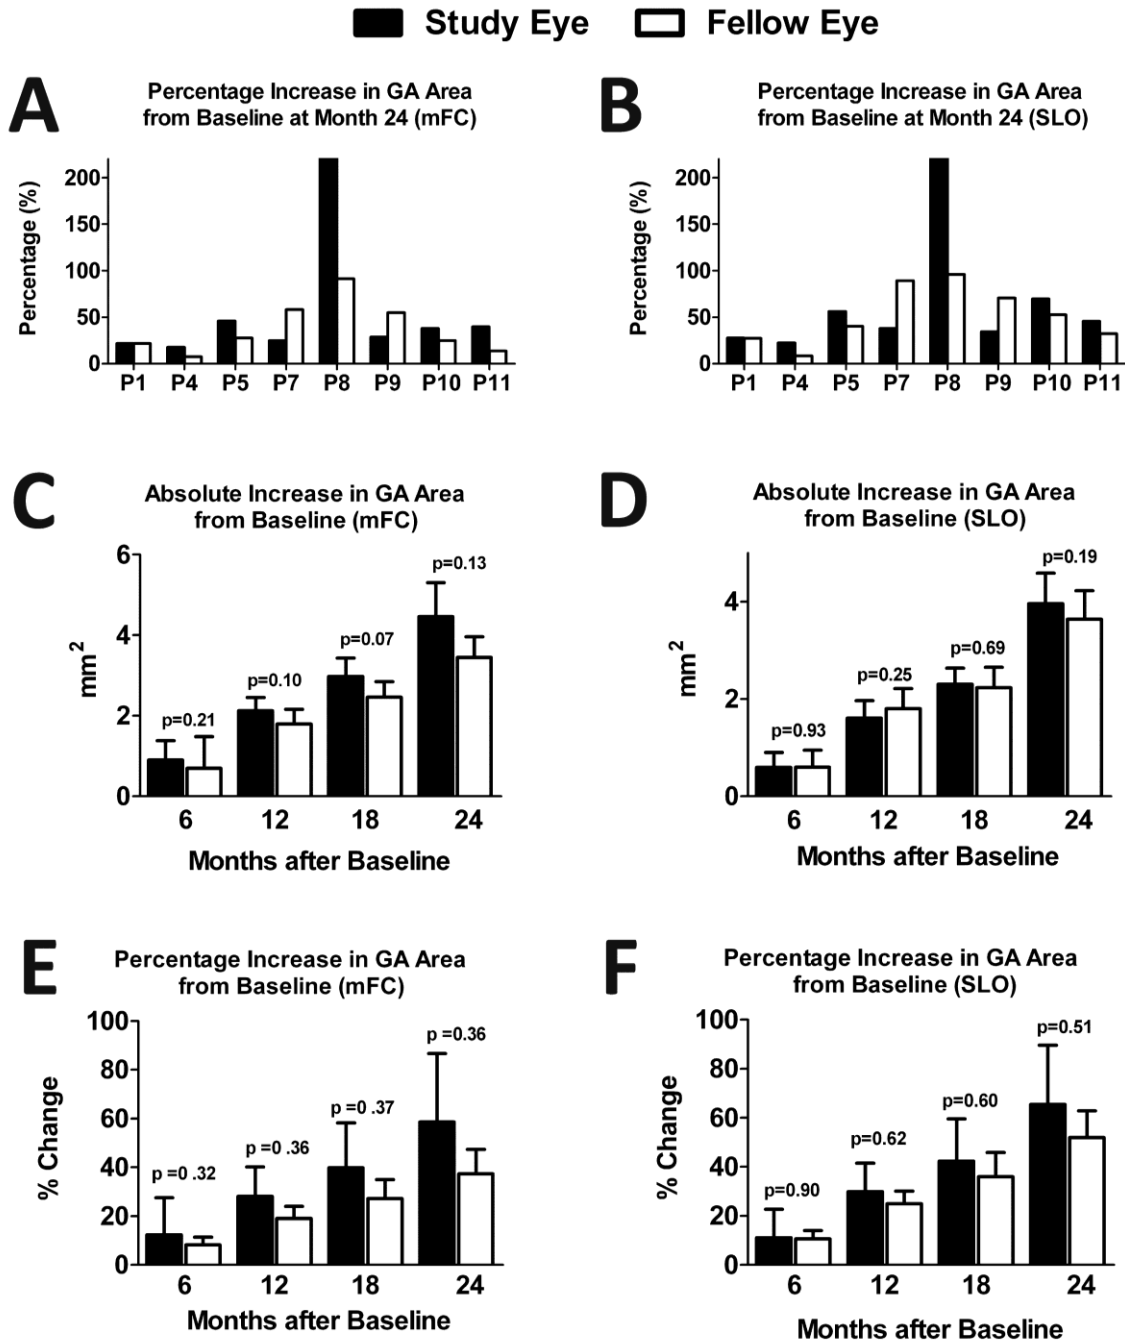 Study Eye Fellow Eye
A
Percentage Increase in GA Area
from Baseline at Month 24 (mFC)
Percentage (%)
200
150
100
50
0
P1 P4 P5 P7 P8 P9 P10 P11
B
Percentage Increase in GA Area
from Baseline at Month 24 (SLO)
Percentage (%)
200
150
100
50
0
P1 P4 P5 P7 P8 P9 P10 P11
C
Absolute Increase in GA Area
from Baseline (mFC)
mm²
6
4
2
0
p=0.21
p=0.10
p=0.07
p=0.13
6 12 18 24
Months after Baseline
D
Absolute Increase in GA Area
from Baseline (SLO)
mm²
4
2
0
p=0.93
p=0.25
p=0.69
p=0.19
6 12 18 24
Months after Baseline
E
Percentage Increase in GA Area
from Baseline (mFC)
% Change
100
80
60
40
20
0
p =0 .32
p =0 .36
p =0 .37
p =0.36
6 12 18 24
Months after Baseline
F
Percentage Increase in GA Area
from Baseline (SLO)
% Change
100
80
60
40
20
0
p=0.90
p=0.62
p=0.60
p=0.51
6 12 18 24
Months after Baseline